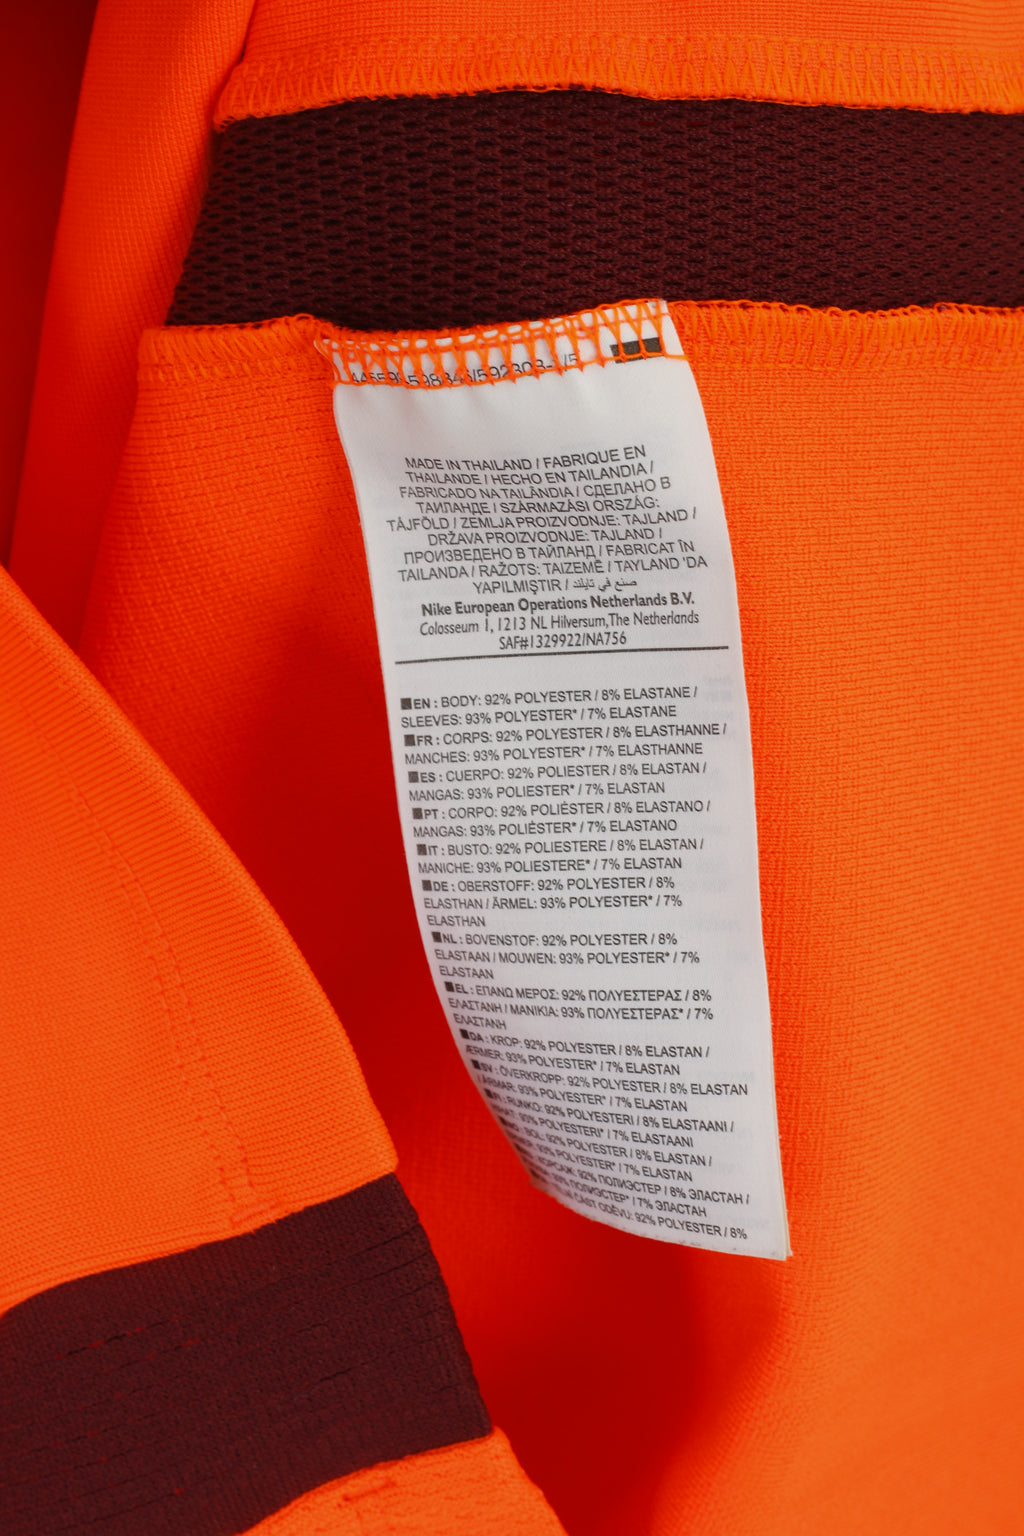 MADE IN THAILAND / FABRIQUE EN
THAILANDE / HECHO EN TAILANDIA /
FABRICADO NA TAILÂNDIA / СДЕЛАНО В
ТАИЛАНДЕ / SZÁRMAZÁSI ORSZÁG:
TÁJFÖLD / ZEMLJA PROIZVODNJE: TAJLAND /
DRŽAVA PROIZVODNJE: TAJLAND /
ПРОИЗВЕДЕНО В ТАЙЛАНД / FABRICAT ÎN
TAILANDA / RAŽOTS: TAIZEMĒ / TAYLAND 'DA
YAPILMIŞTIR / صنع في تايلند
Nike European Operations Netherlands B.V.
Colosseum 1, 1213 NL Hilversum,The Netherlands
SAF#1329922/NA756
EN : BODY: 92% POLYESTER / 8% ELASTANE /
SLEEVES: 93% POLYESTER* / 7% ELASTANE
FR : CORPS: 92% POLYESTER / 8% ELASTHANNE /
MANCHES: 93% POLYESTER* / 7% ELASTHANNE
ES : CUERPO: 92% POLIESTER / 8% ELASTAN /
MANGAS: 93% POLIESTER* / 7% ELASTAN
PT : CORPO: 92% POLIÉSTER / 8% ELASTANO /
MANGAS: 93% POLIÉSTER* / 7% ELASTANO
IT : BUSTO: 92% POLIESTERE / 8% ELASTAN /
MANICHE: 93% POLIESTERE* / 7% ELASTAN
DE : OBERSTOFF: 92% POLYESTER / 8%
ELASTHAN / ÄRMEL: 93% POLYESTER* / 7%
ELASTHAN
NL : BOVENSTOF: 92% POLYESTER / 8%
ELASTAAN / MOUWEN: 93% POLYESTER* / 7%
ELASTAAN
EL : ΕΠΑΝΩ ΜΕΡΟΣ: 92% ΠΟΛΥΕΣΤΕΡΑΣ / 8%
ΕΛΑΣΤΑΝΗ / ΜΑΝΙΚΙΑ: 93% ΠΟΛΥΕΣΤΕΡΑΣ* / 7%
ΕΛΑΣΤΑΝΗ
DA : KROP: 92% POLYESTER / 8% ELASTAN /
ÆRMER: 93% POLYESTER* / 7% ELASTAN
SV : ÖVERKROPP: 92% POLYESTER / 8% ELASTAN
/ ÄRMAR: 93% POLYESTER* / 7% ELASTAN
FI : RUNKO: 92% POLYESTERI / 8% ELASTAANI /
93% POLYESTERI* / 7% ELASTAANI
BOL: 92% POLYESTER / 8% ELASTAN /
93% POLYESTER* / 7% ELASTAN
КОРСАЖ: 92% ПОЛИЭСТЕР / 8% ЭЛАСТАН /
93% ПОЛИЭСТЕР* / 7% ЭЛАСТАН
ČÁST ODĚVU: 92% POLYESTER / 8%